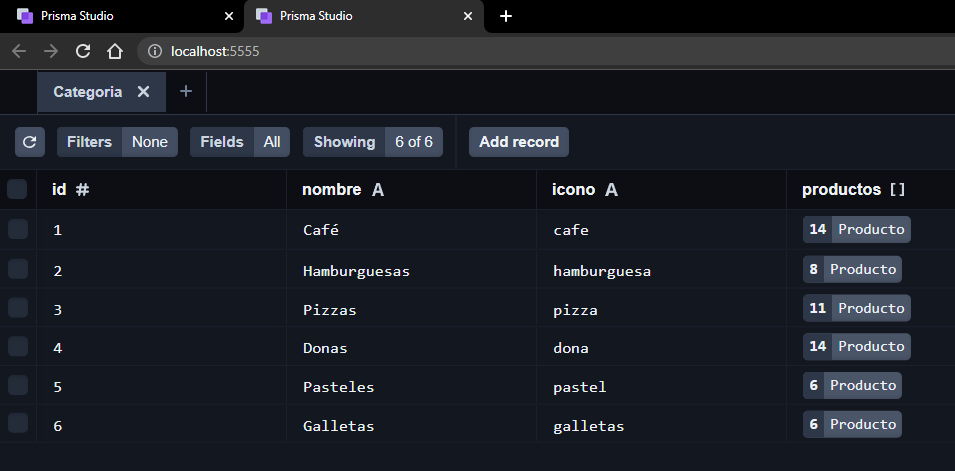 Prisma Studio Prisma Studio
localhost:5555
Categoria
Filters None Fields All Showing 6 of 6 Add record
id # nombre A icono A productos []
1 Café cafe 14 Producto
2 Hamburguesas hamburguesa 8 Producto
3 Pizzas pizza 11 Producto
4 Donas dona 14 Producto
5 Pasteles pastel 6 Producto
6 Galletas galletas 6 Producto